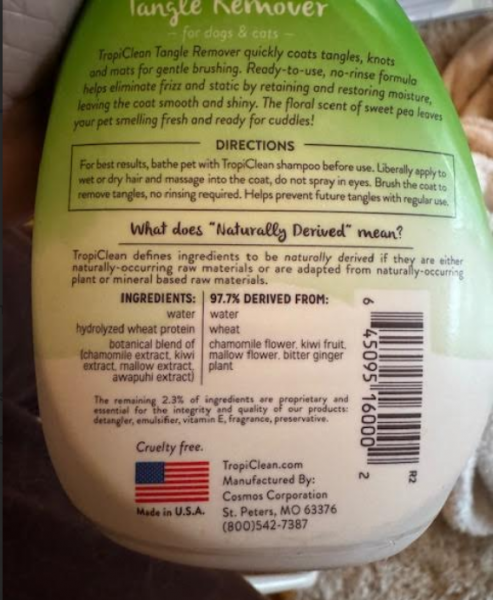 Tangle Remover
– for dogs & cats –
TropiClean Tangle Remover quickly coats tangles, knots
and mats for gentle brushing. Ready-to-use, no-rinse formula
helps eliminate frizz and static by retaining and restoring moisture,
leaving the coat smooth and shiny. The floral scent of sweet pea leaves
your pet smelling fresh and ready for cuddles!
DIRECTIONS
For best results, bathe pet with TropiClean shampoo before use. Liberally apply to
wet or dry hair and massage into the coat, do not spray in eyes. Brush the coat to
remove tangles, no rinsing required. Helps prevent future tangles with regular use.
What does "Naturally Derived" mean?
TropiClean defines ingredients to be naturally derived if they are either
naturally-occurring raw materials or are adapted from naturally-occurring
plant or mineral based raw materials.
INGREDIENTS: 97.7% DERIVED FROM:
water water
hydrolyzed wheat protein wheat
botanical blend of chamomile flower, kiwi fruit,
(chamomile extract, kiwi mallow flower, bitter ginger
extract, mallow extract, plant
awapuhi extract)
The remaining 2.3% of ingredients are proprietary and
essential for the integrity and quality of our products:
detangler, emulsifier, vitamin E, fragrance, preservative.
6 45095 16000 2
R2
Cruelty free.
Made in U.S.A.
TropiClean.com
Manufactured By:
Cosmos Corporation
St. Peters, MO 63376
(800)542-7387